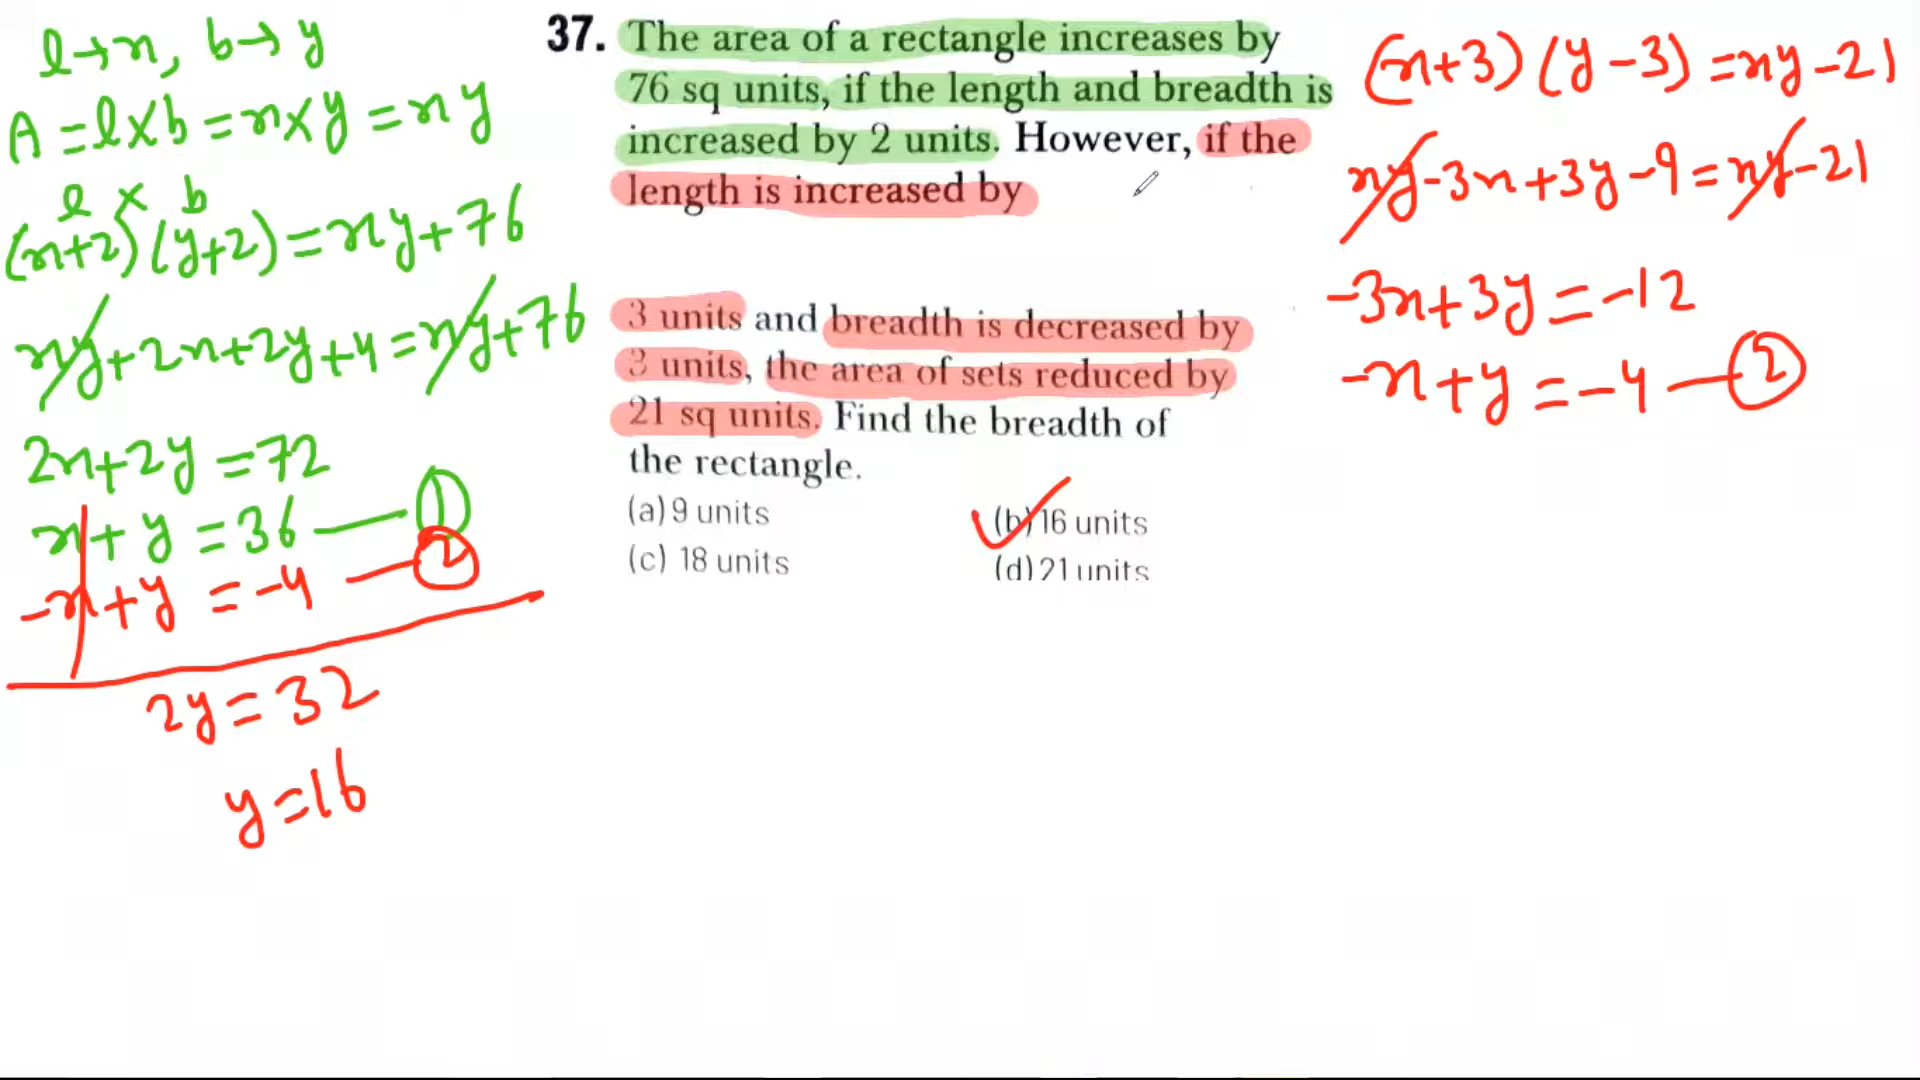 l→x, b→y
A=l×b=x×y=xy
l × b
(x+2)(y+2)=xy+76
xy+2x+2y+4=xy+76
2x+2y=72
x+y=36—①
-x+y=-4—②
2y=32
y=16
37. The area of a rectangle increases by
76 sq units, if the length and breadth is
increased by 2 units. However, if the
length is increased by
3 units and breadth is decreased by
3 units, the area of sets reduced by
21 sq units. Find the breadth of
the rectangle.
(a) 9 units
(b) 16 units
(c) 18 units
(d) 21 units
(x+3)(y-3)=xy-21
xy-3x+3y-9=xy-21
-3x+3y=-12
-x+y=-4—②